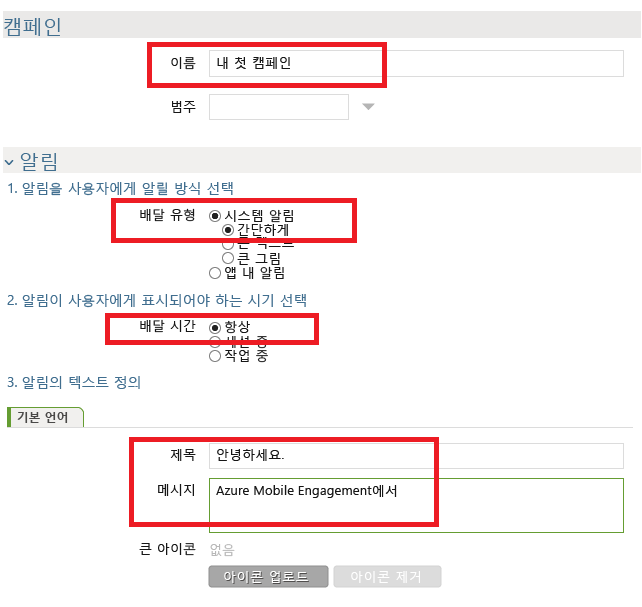 캠페인
이름 내 첫 캠페인
범주
알림
1. 알림을 사용자에게 알릴 방식 선택
배달 유형 시스템 알림
간단하게
큰 텍스트
큰 그림
앱 내 알림
2. 알림이 사용자에게 표시되어야 하는 시기 선택
배달 시간 항상
세션 중
작업 중
3. 알림의 텍스트 정의
기본 언어
제목 안녕하세요.
메시지 Azure Mobile Engagement에서
큰 아이콘 없음
아이콘 업로드 아이콘 제거